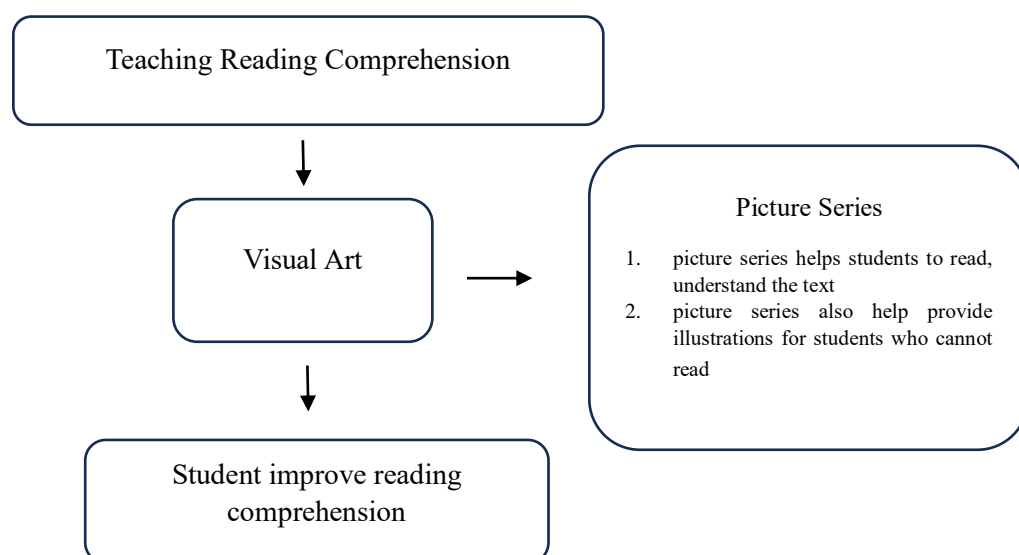 Teaching Reading Comprehension
Visual Art
Picture Series
1. picture series helps students to read,
understand the text
2. picture series also help provide
illustrations for students who cannot
read
Student improve reading
comprehension